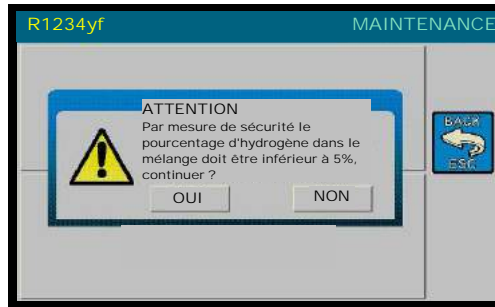 R1234yf MAINTENANCE
ATTENTION
Par mesure de sécurité le
pourcentage d'hydrogène dans le
mélange doit être inférieur à 5%,
continuer ?
OUI NON
BACK
ESC